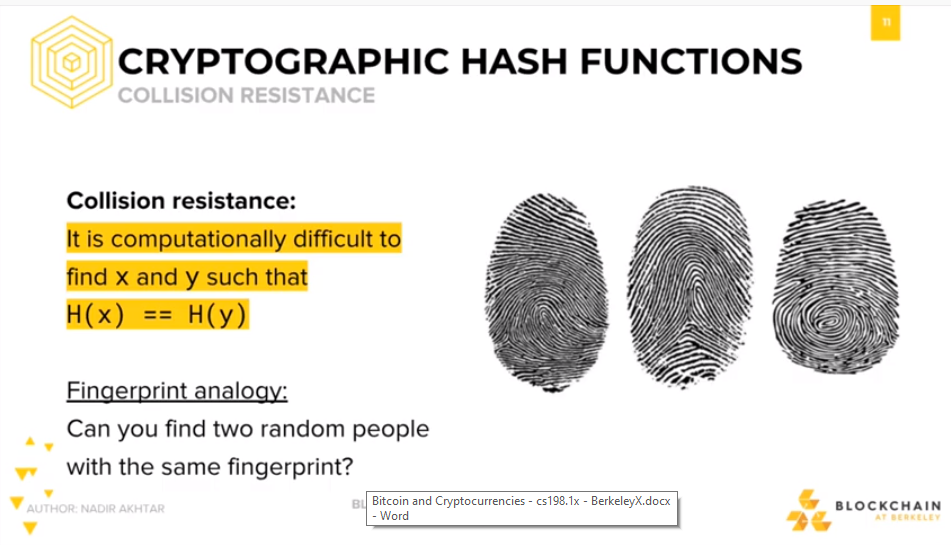 11
CRYPTOGRAPHIC HASH FUNCTIONS
COLLISION RESISTANCE
Collision resistance:
It is computationally difficult to
find x and y such that
H(x) == H(y)
Fingerprint analogy:
Can you find two random people
with the same fingerprint?
AUTHOR: NADIR AKHTAR
Bitcoin and Cryptocurrencies - cs198.1x - BerkeleyX.docx
- Word
BLOCKCHAIN
AT BERKELEY